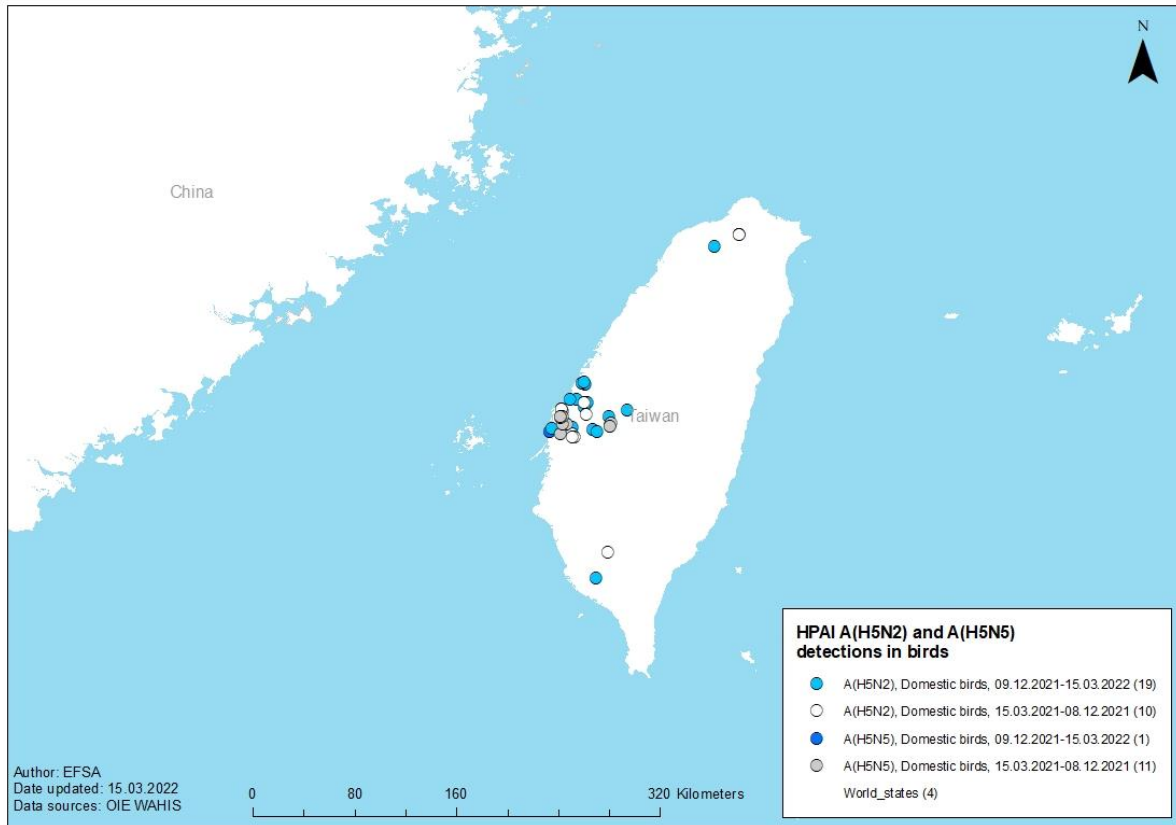 N
China
Taiwan
HPAI A(H5N2) and A(H5N5)
detections in birds
A(H5N2), Domestic birds, 09.12.2021-15.03.2022 (19)
A(H5N2), Domestic birds, 15.03.2021-08.12.2021 (10)
A(H5N5), Domestic birds, 09.12.2021-15.03.2022 (1)
A(H5N5), Domestic birds, 15.03.2021-08.12.2021 (11)
World_states (4)
Author: EFSA
Date updated: 15.03.2022
Data sources: OIE WAHIS
0 80 160 320 Kilometers